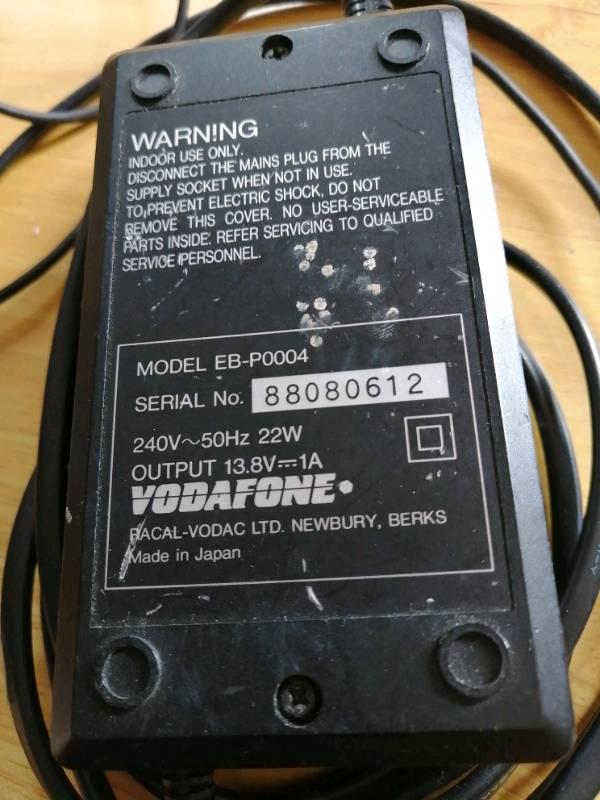 WARNING
INDOOR USE ONLY.
DISCONNECT THE MAINS PLUG FROM THE
SUPPLY SOCKET WHEN NOT IN USE.
TO PREVENT ELECTRIC SHOCK, DO NOT
REMOVE THIS COVER. NO USER-SERVICEABLE
PARTS INSIDE. REFER SERVICING TO QUALIFIED
SERVICE PERSONNEL.
MODEL EB-P0004
SERIAL No. 88080612
240V~50Hz 22W
OUTPUT 13.8V⎓1A
VODAFONE
RACAL-VODAC LTD. NEWBURY, BERKS
Made in Japan